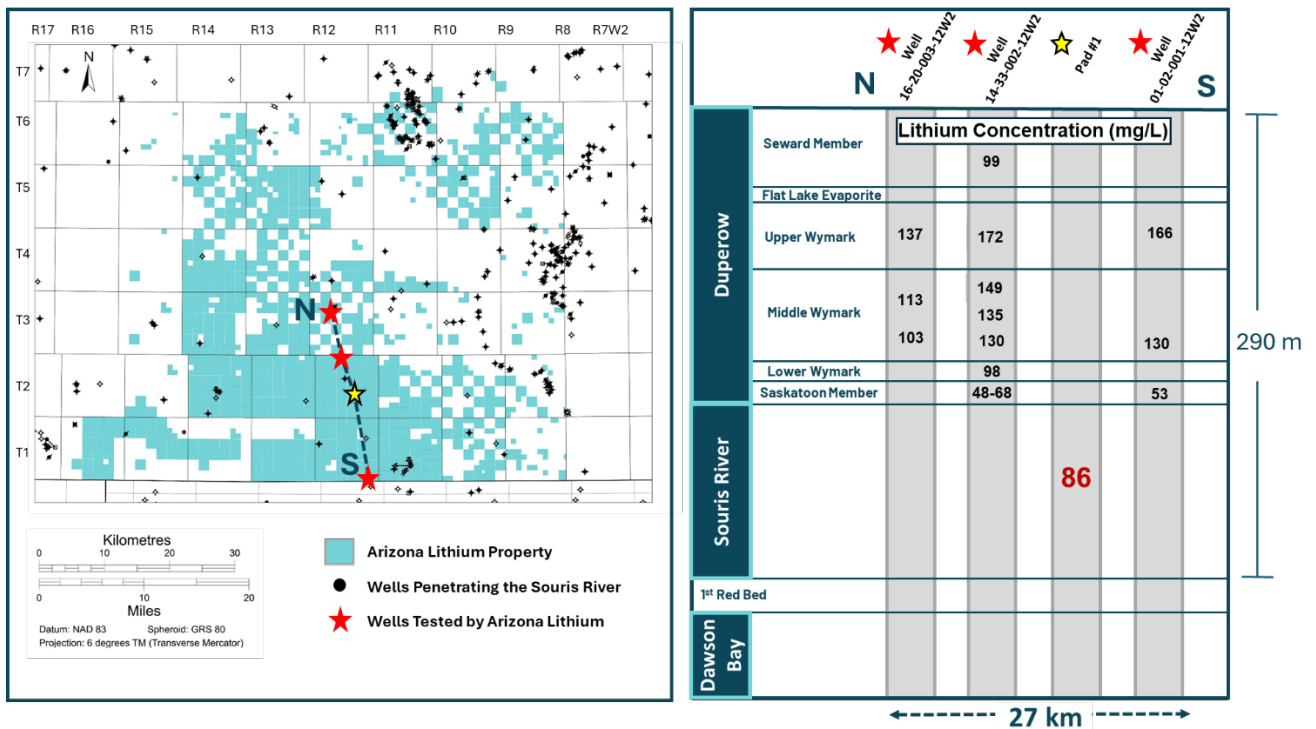 R17 R16 R15 R14 R13 R12 R11 R10 R9 R8 R7W2
N
T7
T6
T5
T4
N
T3
T2
S
T1
Kilometres
0 10 20 30
0 10 20
Miles
Datum: NAD 83 Spheroid: GRS 80
Projection: 6 degrees TM (Transverse Mercator)
Arizona Lithium Property
Wells Penetrating the Souris River
Wells Tested by Arizona Lithium
N
Well
16-20-003-12W2
Well
14-33-002-12W2
Pad #1
Well
01-02-001-12W2
S
Lithium Concentration (mg/L)
Duperow
Seward Member
99
Flat Lake Evaporite
Upper Wymark
137 172 166
Middle Wymark
149
113
135
103 130 130
Lower Wymark
98
Saskatoon Member
48-68 53
290 m
Souris River
86
1st Red Bed
Dawson
Bay
27 km